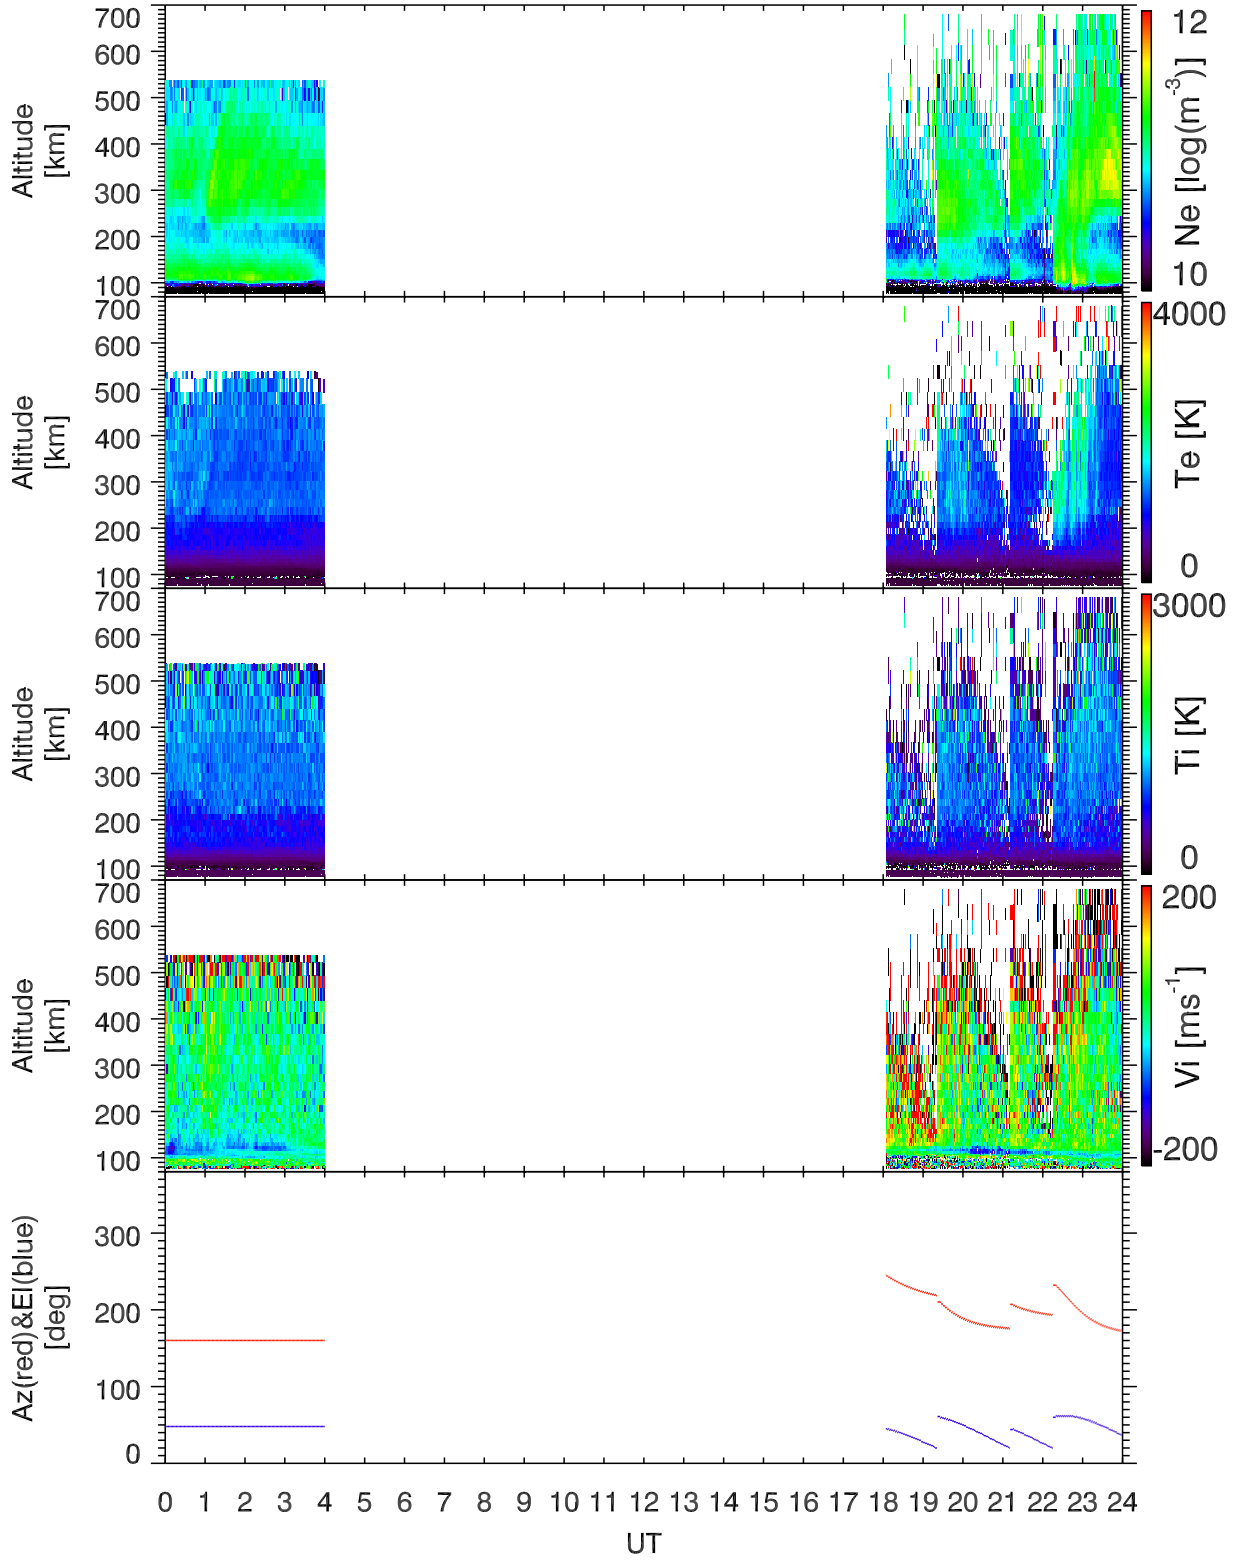 700
600
500
400
300
200
100
Altitude
[km]
12
10
Ne [log(m⁻³)]
700
600
500
400
300
200
100
Altitude
[km]
4000
0
Te [K]
700
600
500
400
300
200
100
Altitude
[km]
3000
0
Ti [K]
700
600
500
400
300
200
100
Altitude
[km]
200
-200
Vi [ms⁻¹]
300
200
100
0
Az(red)&El(blue)
[deg]
0 1 2 3 4 5 6 7 8 9 10 11 12 13 14 15 16 17 18 19 20 21 22 23 24
UT